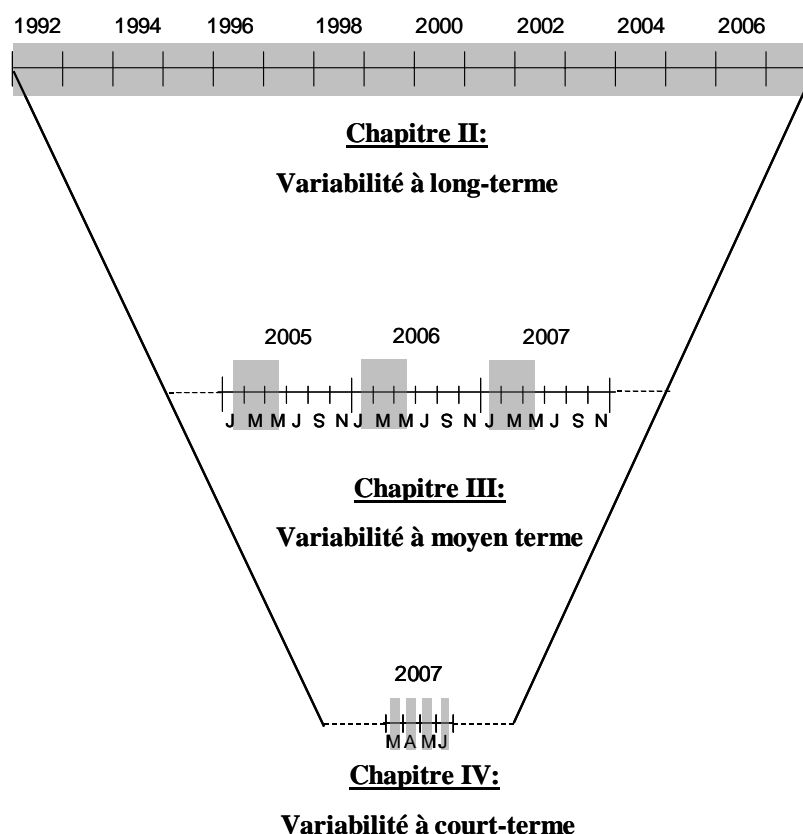 1992 1994 1996 1998 2000 2002 2004 2006
Chapitre II:
Variabilité à long-terme
2005 2006 2007
J M M J S N J M M J S N J M M J S N
Chapitre III:
Variabilité à moyen terme
2007
M A M J
Chapitre IV:
Variabilité à court-terme